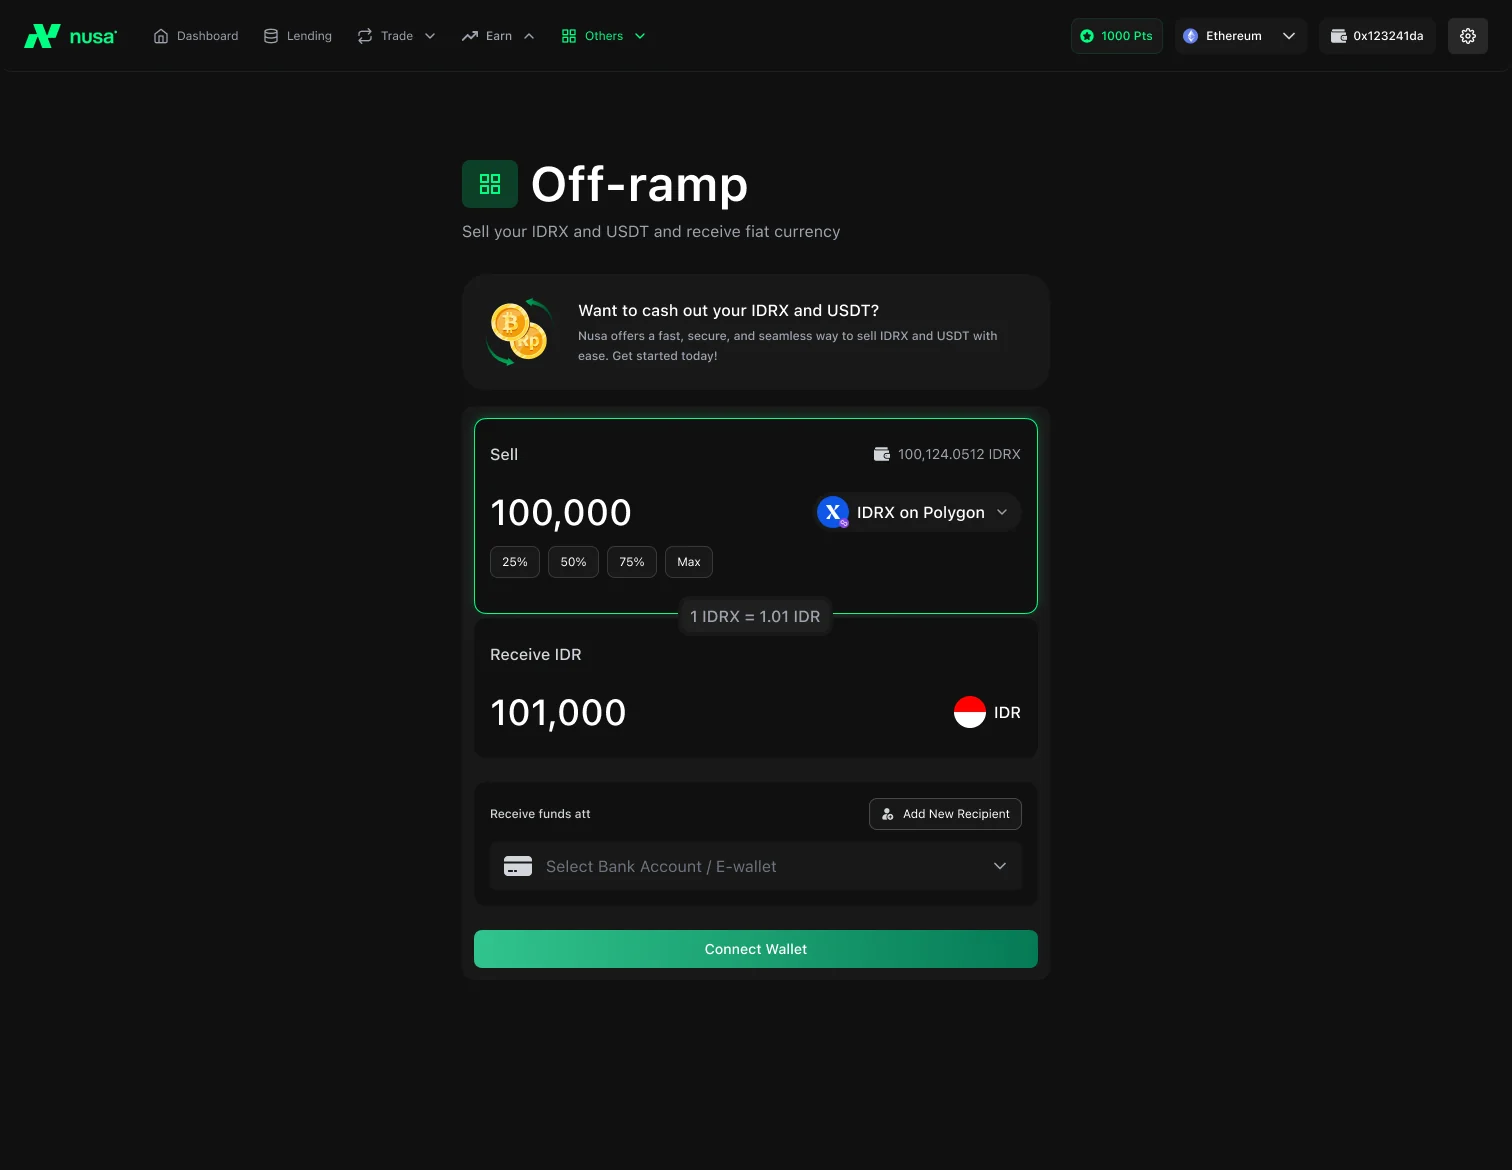 nusa
Dashboard
Lending
Trade
Earn
Others
1000 Pts
Ethereum
0x123241da
Off-ramp
Sell your IDRX and USDT and receive fiat currency
Want to cash out your IDRX and USDT?
Nusa offers a fast, secure, and seamless way to sell IDRX and USDT with
ease. Get started today!
Sell
100,124.0512 IDRX
100,000
X
IDRX on Polygon
25%
50%
75%
Max
1 IDRX = 1.01 IDR
Receive IDR
101,000
IDR
Receive funds att
Add New Recipient
Select Bank Account / E-wallet
Connect Wallet